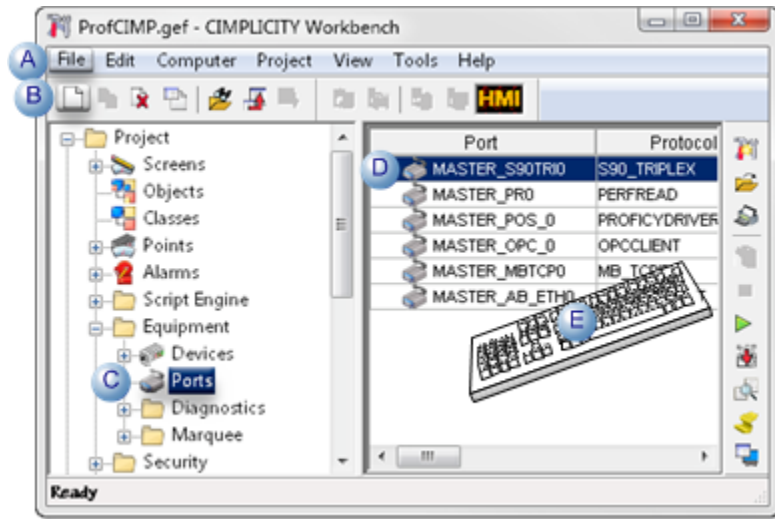 ProfCIMP.gef - CIMPLICITY Workbench
A File Edit Computer Project View Tools Help
B HMI
Project
Screens
Objects
Classes
Points
Alarms
Script Engine
Equipment
Devices
C Ports
Diagnostics
Marquee
Security
Port Protocol
D MASTER_S90TRI0 S90_TRIPLEX
MASTER_PR0 PERFREAD
MASTER_POS_0 PROFICYDRIVER
MASTER_OPC_0 OPCCLIENT
MASTER_MBTCP0
MASTER_AB_ETH0
E
Ready